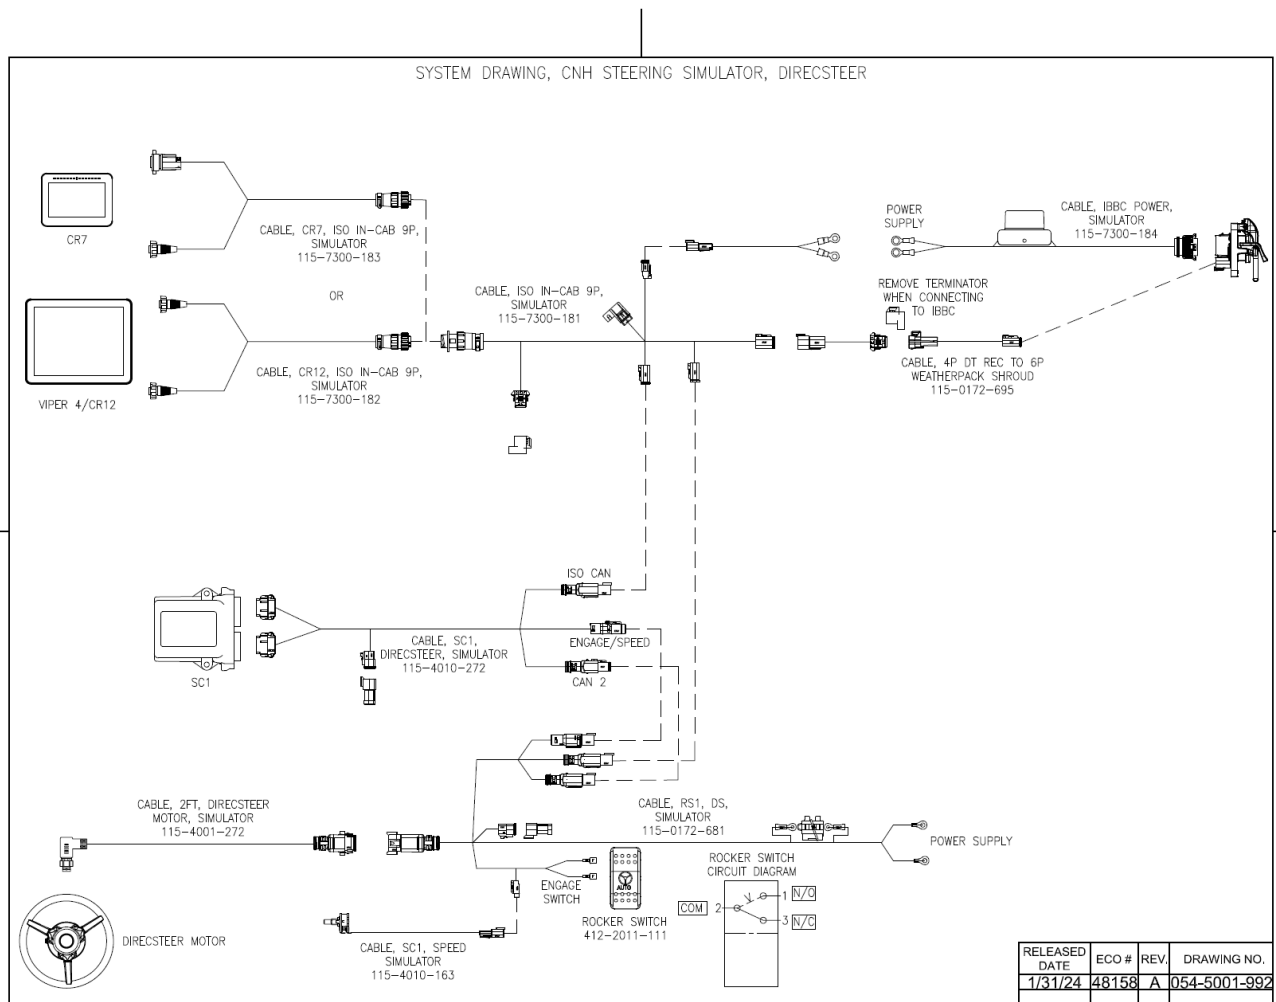 SYSTEM DRAWING, CNH STEERING SIMULATOR, DIRECSTEER
CR7
CABLE, CR7, ISO IN-CAB 9P,
SIMULATOR
115-7300-183
OR
VIPER 4/CR12
CABLE, CR12, ISO IN-CAB 9P,
SIMULATOR
115-7300-182
CABLE, ISO IN-CAB 9P,
SIMULATOR
115-7300-181
POWER
SUPPLY
CABLE, IBBC POWER,
SIMULATOR
115-7300-184
REMOVE TERMINATOR
WHEN CONNECTING
TO IBBC
CABLE, 4P DT REC TO 6P
WEATHERPACK SHROUD
115-0172-695
SC1
CABLE, SC1,
DIRECSTEER, SIMULATOR
115-4010-272
ISO CAN
ENGAGE/SPEED
CAN 2
CABLE, 2FT, DIRECSTEER
MOTOR, SIMULATOR
115-4001-272
DIRECSTEER MOTOR
CABLE, RS1, DS,
SIMULATOR
115-0172-681
POWER SUPPLY
ENGAGE
SWITCH
AUTO
ROCKER SWITCH
412-2011-111
CABLE, SC1, SPEED
SIMULATOR
115-4010-163
ROCKER SWITCH
CIRCUIT DIAGRAM
COM 2
1 N/O
3 N/C
RELEASED DATE ECO # REV. DRAWING NO.
1/31/24 48158 A 054-5001-992